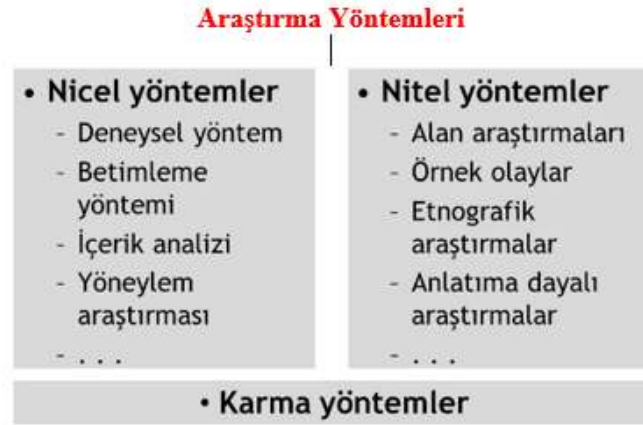 Araştırma Yöntemleri
• Nicel yöntemler
- Deneysel yöntem
- Betimleme
yöntemi
- İçerik analizi
- Yöneylem
araştırması
- . . .
• Nitel yöntemler
- Alan araştırmaları
- Örnek olaylar
- Etnografik
araştırmalar
- Anlatıma dayalı
araştırmalar
- . . .
• Karma yöntemler